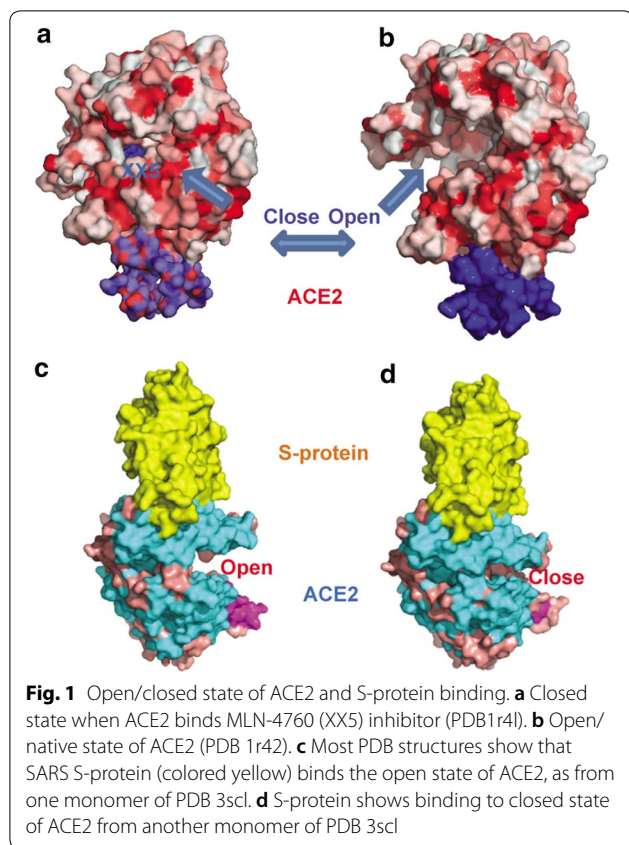 a
b
XX5
Close Open
ACE2
c
d
S-protein
Open
Close
ACE2
Fig. 1 Open/closed state of ACE2 and S-protein binding. a Closed
state when ACE2 binds MLN-4760 (XX5) inhibitor (PDB1r4l). b Open/
native state of ACE2 (PDB 1r42). c Most PDB structures show that
SARS S-protein (colored yellow) binds the open state of ACE2, as from
one monomer of PDB 3scl. d S-protein shows binding to closed state
of ACE2 from another monomer of PDB 3scl